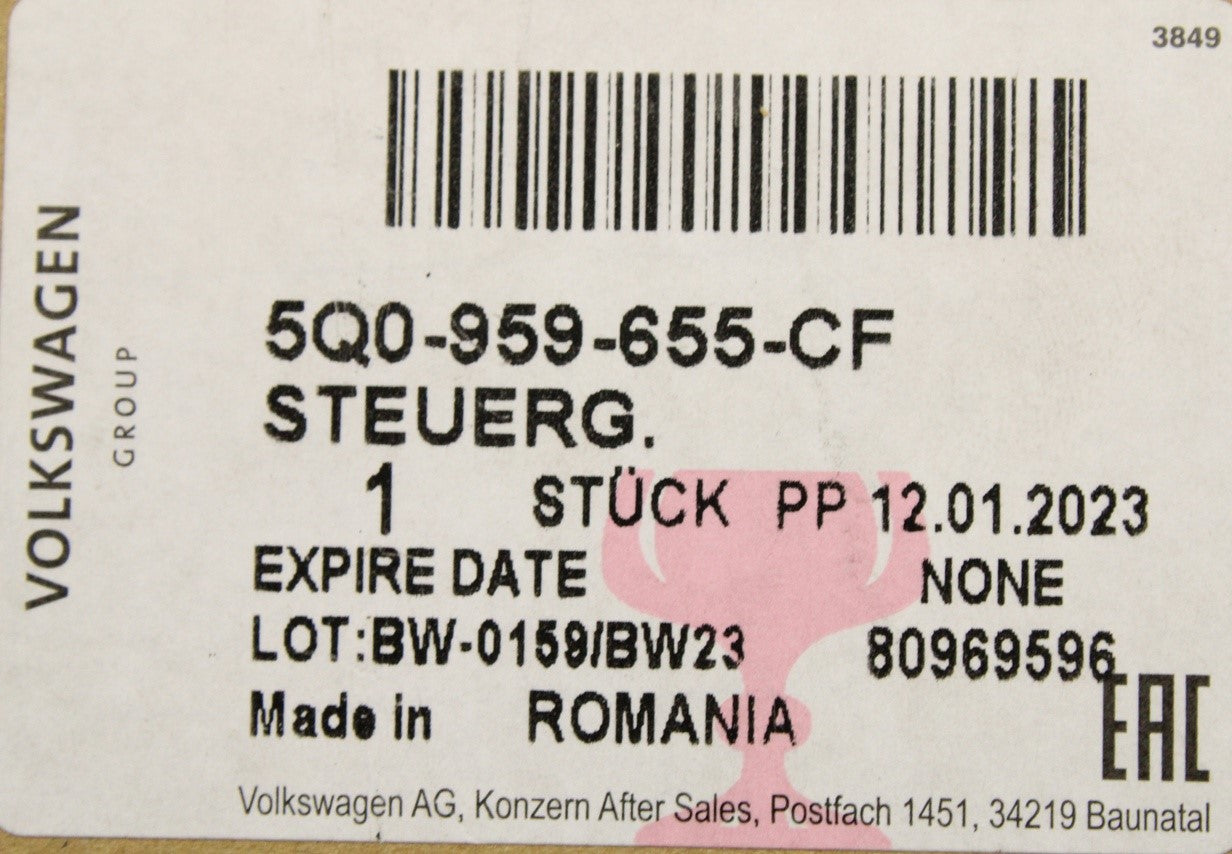 3849
VOLKSWAGEN
GROUP
5Q0-959-655-CF
STEUERG.
1 STÜCK PP 12.01.2023
EXPIRE DATE NONE
LOT:BW-0159/BW23 80969596
Made in ROMANIA
EAC
Volkswagen AG, Konzern After Sales, Postfach 1451, 34219 Baunatal